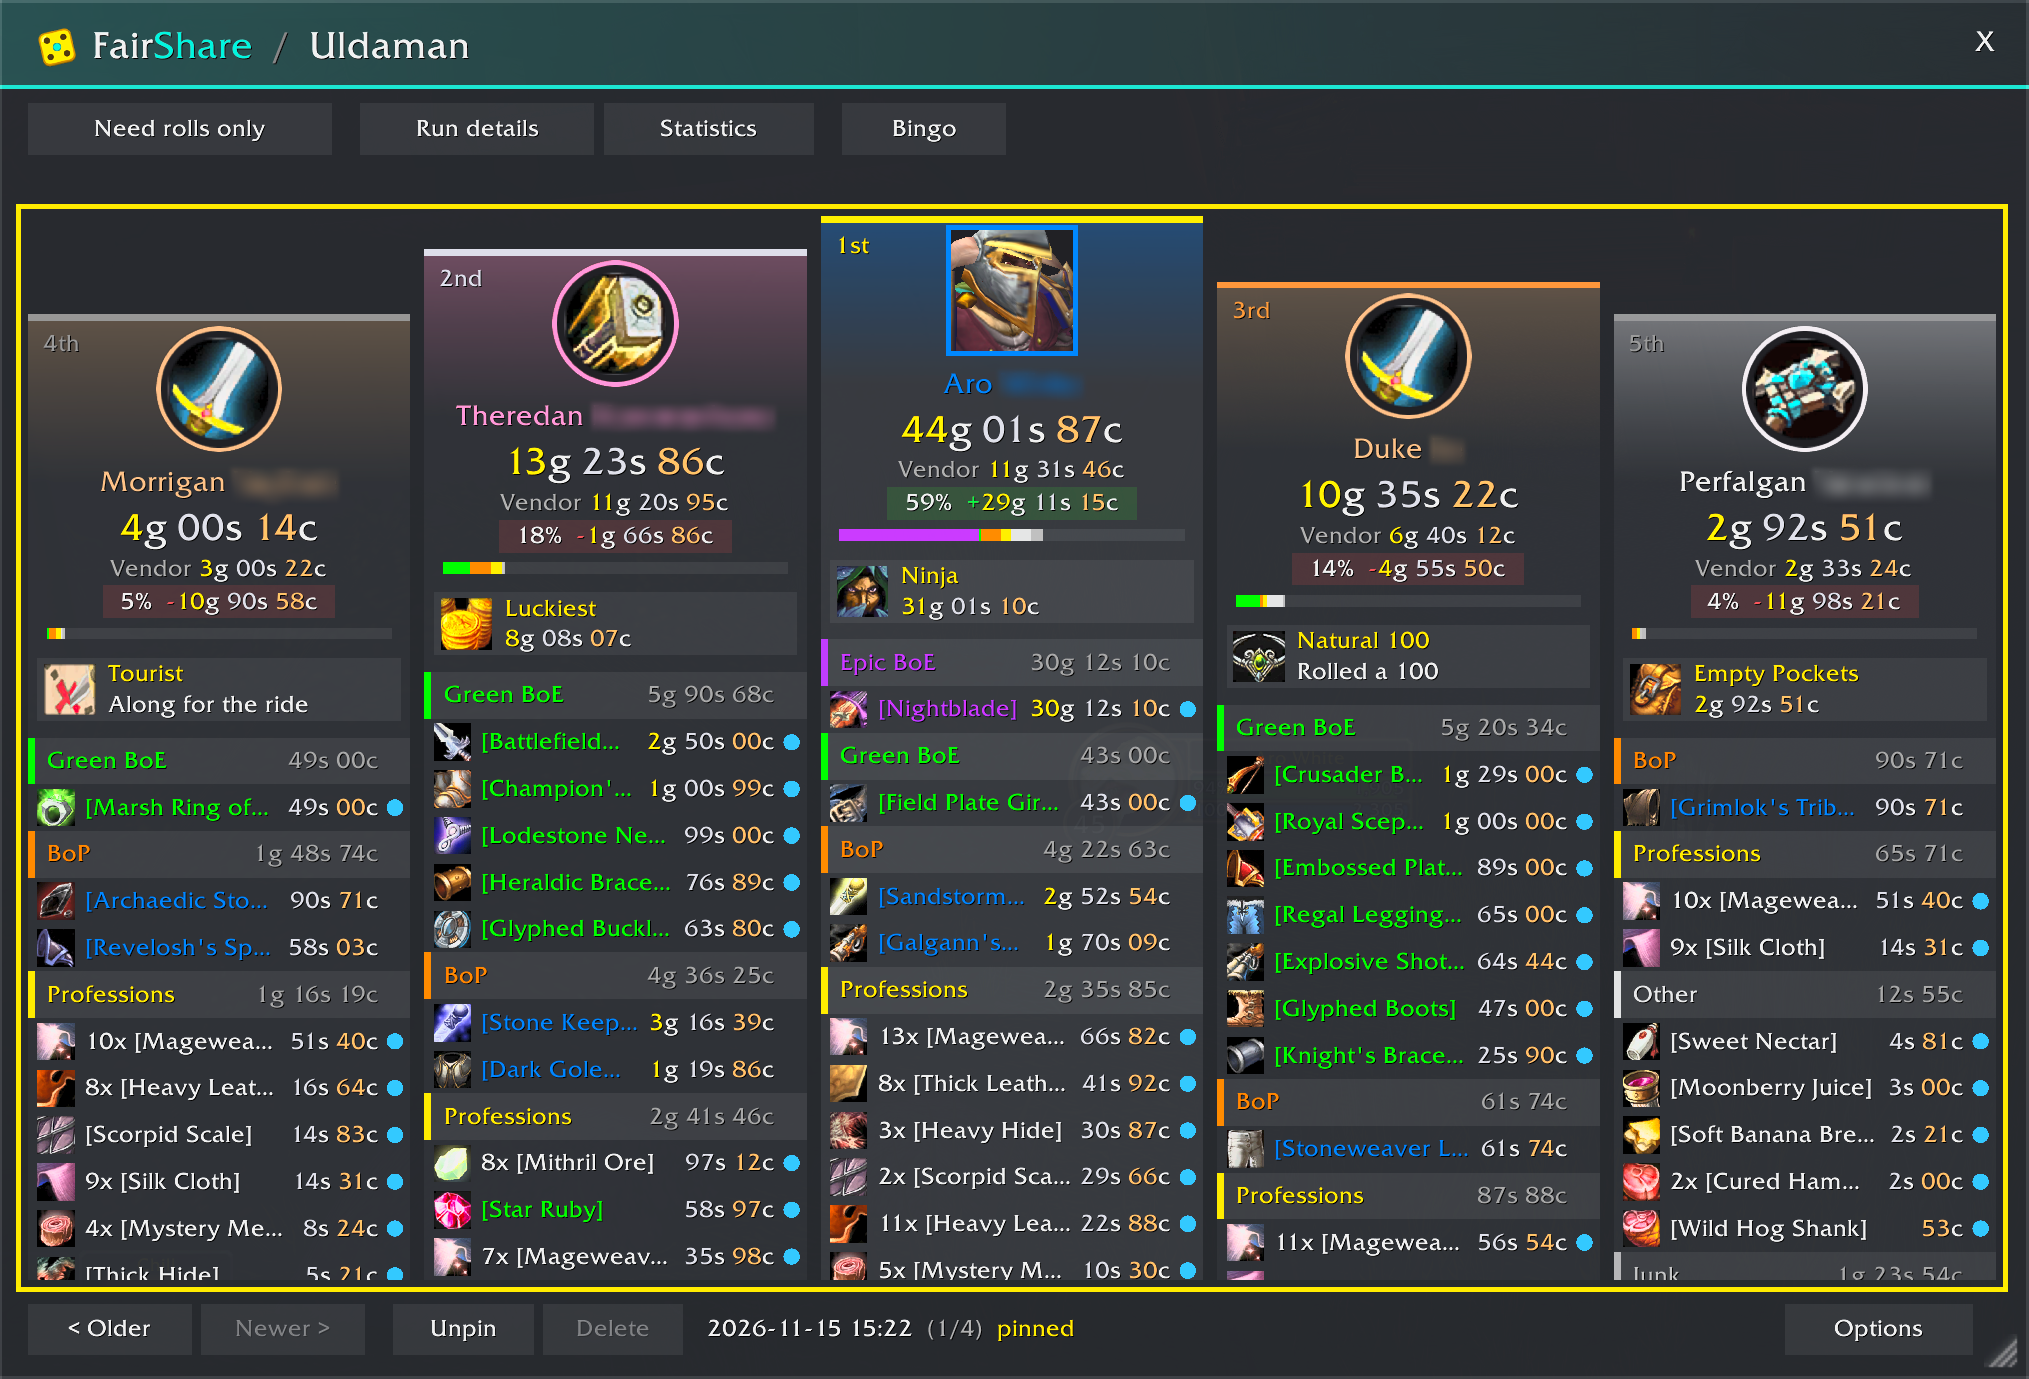 FairShare / Uldaman
X
Need rolls only
Run details
Statistics
Bingo
4th
Morrigan
4g 00s 14c
Vendor 3g 00s 22c
5% -10g 90s 58c
Tourist
Along for the ride
Green BoE 49s 00c
[Marsh Ring of... 49s 00c
BoP 1g 48s 74c
[Archaedic Sto... 90s 71c
[Revelosh's Sp... 58s 03c
Professions 1g 16s 19c
10x [Magewea... 51s 40c
8x [Heavy Leat... 16s 64c
[Scorpid Scale] 14s 83c
9x [Silk Cloth] 14s 31c
4x [Mystery Me... 8s 24c
[Thick Hide] 5s 21c
2nd
Theredan
13g 23s 86c
Vendor 11g 20s 95c
18% -1g 66s 86c
Luckiest
8g 08s 07c
Green BoE 5g 90s 68c
[Battlefield... 2g 50s 00c
[Champion'... 1g 00s 99c
[Lodestone Ne... 99s 00c
[Heraldic Brace... 76s 89c
[Glyphed Buckl... 63s 80c
BoP 4g 36s 25c
[Stone Keep... 3g 16s 39c
[Dark Gole... 1g 19s 86c
Professions 2g 41s 46c
8x [Mithril Ore] 97s 12c
[Star Ruby] 58s 97c
7x [Mageweav... 35s 98c
1st
Aro
44g 01s 87c
Vendor 11g 31s 46c
59% +29g 11s 15c
Ninja
31g 01s 10c
Epic BoE 30g 12s 10c
[Nightblade] 30g 12s 10c
Green BoE 43s 00c
[Field Plate Gir... 43s 00c
BoP 4g 22s 63c
[Sandstorm... 2g 52s 54c
[Galgann's... 1g 70s 09c
Professions 2g 35s 85c
13x [Magewea... 66s 82c
8x [Thick Leath... 41s 92c
3x [Heavy Hide] 30s 87c
2x [Scorpid Sca... 29s 66c
11x [Heavy Lea... 22s 88c
5x [Mystery M... 10s 30c
3rd
Duke
10g 35s 22c
Vendor 6g 40s 12c
14% -4g 55s 50c
Natural 100
Rolled a 100
Green BoE 5g 20s 34c
[Crusader B... 1g 29s 00c
[Royal Scep... 1g 00s 00c
[Embossed Plat... 89s 00c
[Regal Legging... 65s 00c
[Explosive Shot... 64s 44c
[Glyphed Boots] 47s 00c
[Knight's Brace... 25s 90c
BoP 61s 74c
[Stoneweaver L... 61s 74c
Professions 87s 88c
11x [Magewea... 56s 54c
5th
Perfalgan
2g 92s 51c
Vendor 2g 33s 24c
4% -11g 98s 21c
Empty Pockets
2g 92s 51c
BoP 90s 71c
[Grimlok's Trib... 90s 71c
Professions 65s 71c
10x [Magewea... 51s 40c
9x [Silk Cloth] 14s 31c
Other 12s 55c
[Sweet Nectar] 4s 81c
[Moonberry Juice] 3s 00c
[Soft Banana Bre... 2s 21c
2x [Cured Ham... 2s 00c
[Wild Hog Shank] 53c
Junk 1g 23s 54c
< Older
Newer >
Unpin
Delete
2026-11-15 15:22 (1/4) pinned
Options